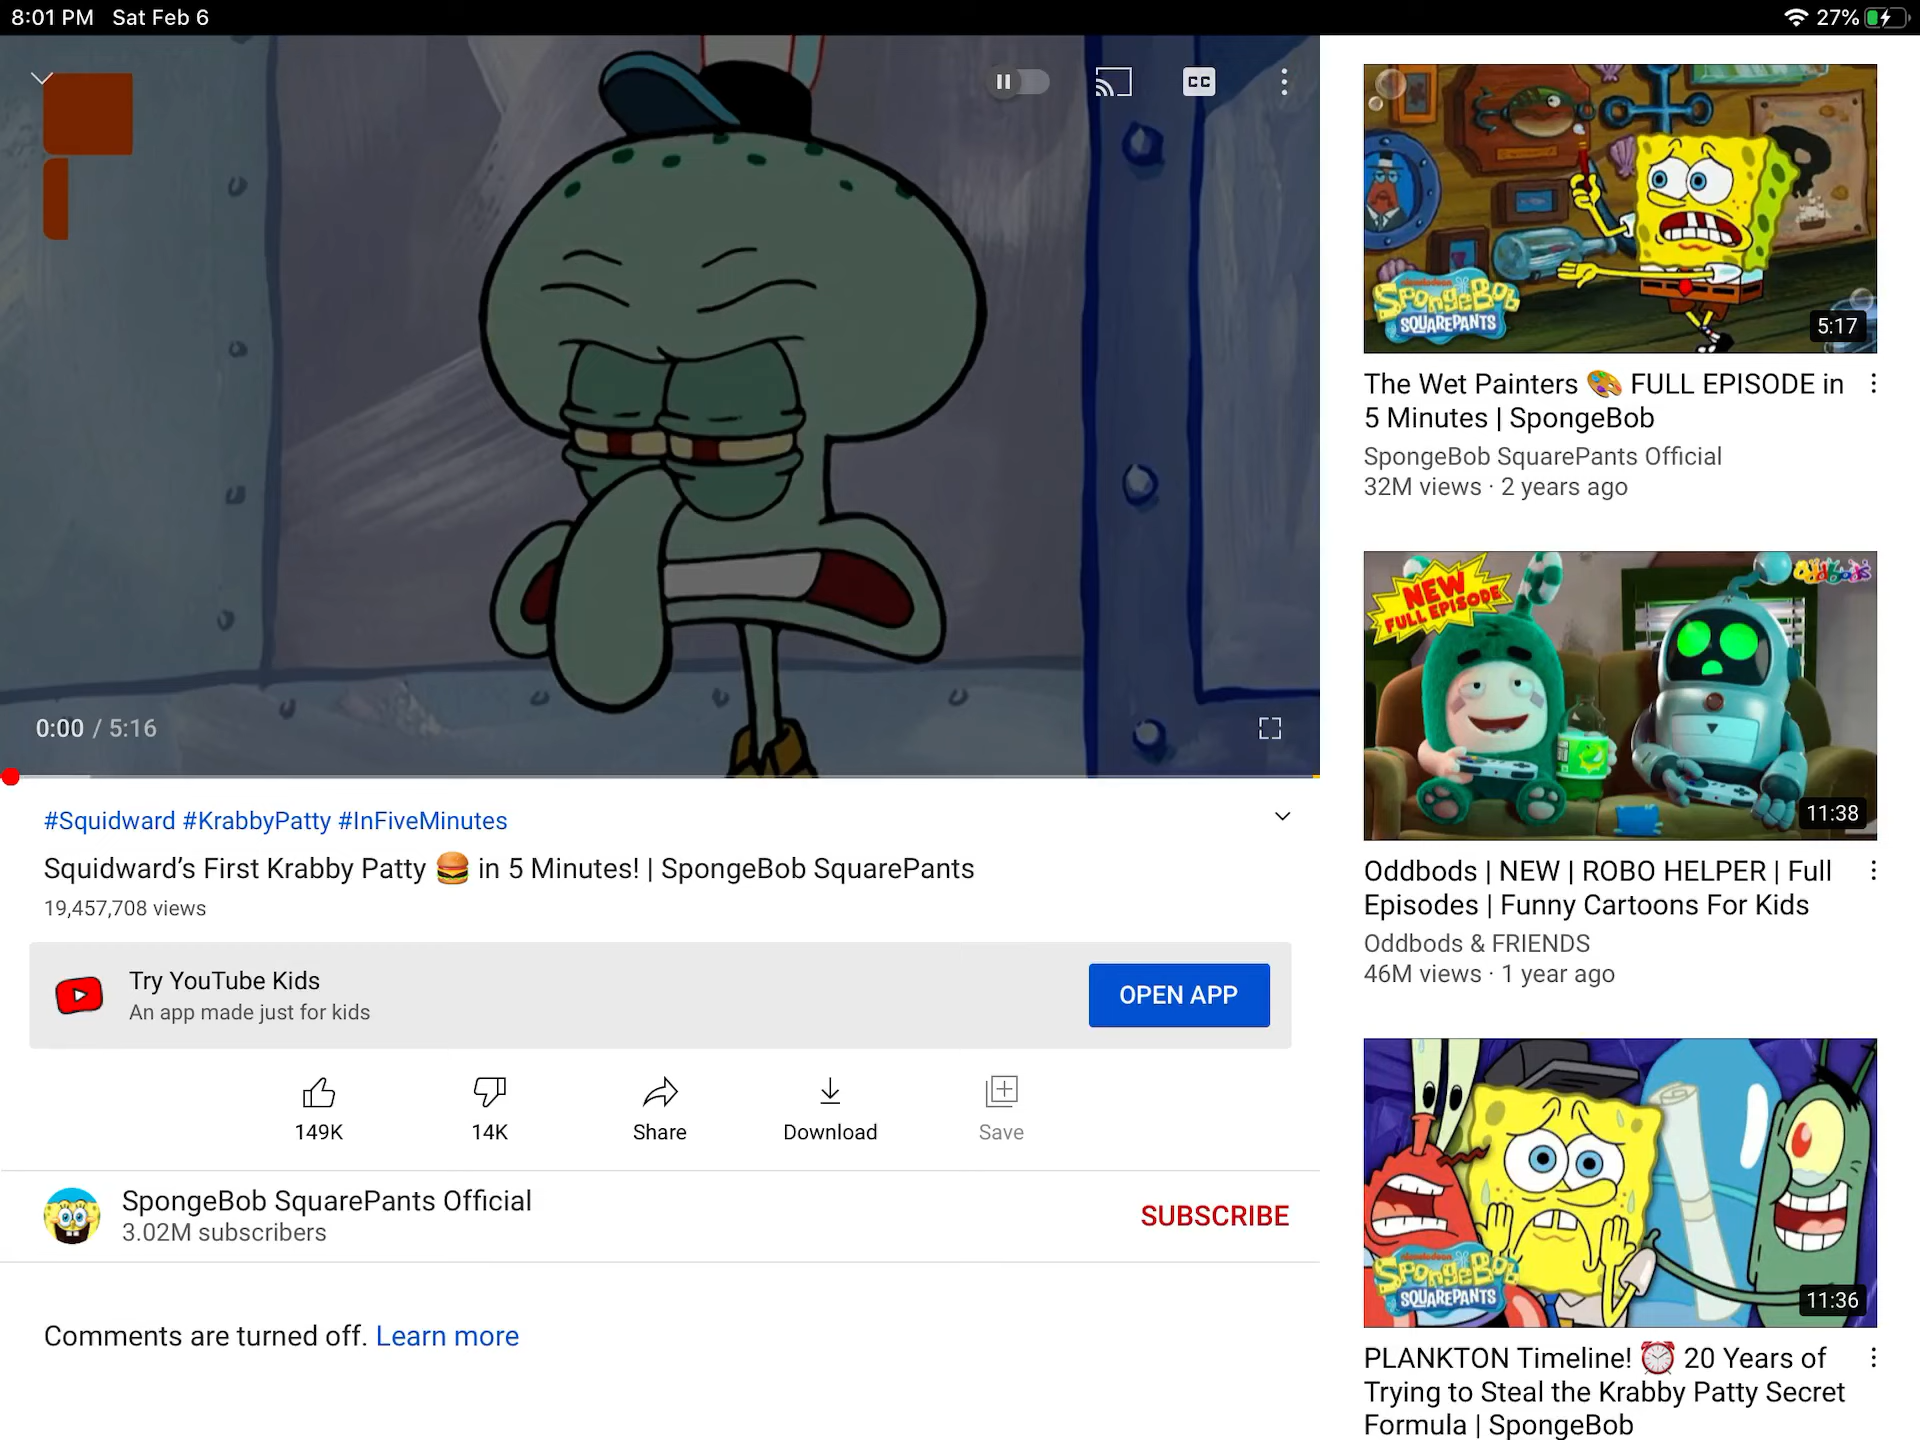 8:01 PM Sat Feb 6
27%
CC
0:00 / 5:16
#Squidward #KrabbyPatty #InFiveMinutes
Squidward’s First Krabby Patty 🍔 in 5 Minutes! | SpongeBob SquarePants
19,457,708 views
Try YouTube Kids
An app made just for kids
OPEN APP
149K
14K
Share
Download
Save
SpongeBob SquarePants Official
3.02M subscribers
SUBSCRIBE
Comments are turned off. Learn more
nickelodeon
SpongeBob
SQUAREPANTS
5:17
The Wet Painters 🎨 FULL EPISODE in
5 Minutes | SpongeBob
SpongeBob SquarePants Official
32M views · 2 years ago
NEW
FULL EPISODE
Oddbods
11:38
Oddbods | NEW | ROBO HELPER | Full
Episodes | Funny Cartoons For Kids
Oddbods & FRIENDS
46M views · 1 year ago
nickelodeon
SpongeBob
SQUAREPANTS
11:36
PLANKTON Timeline! ⏰ 20 Years of
Trying to Steal the Krabby Patty Secret
Formula | SpongeBob